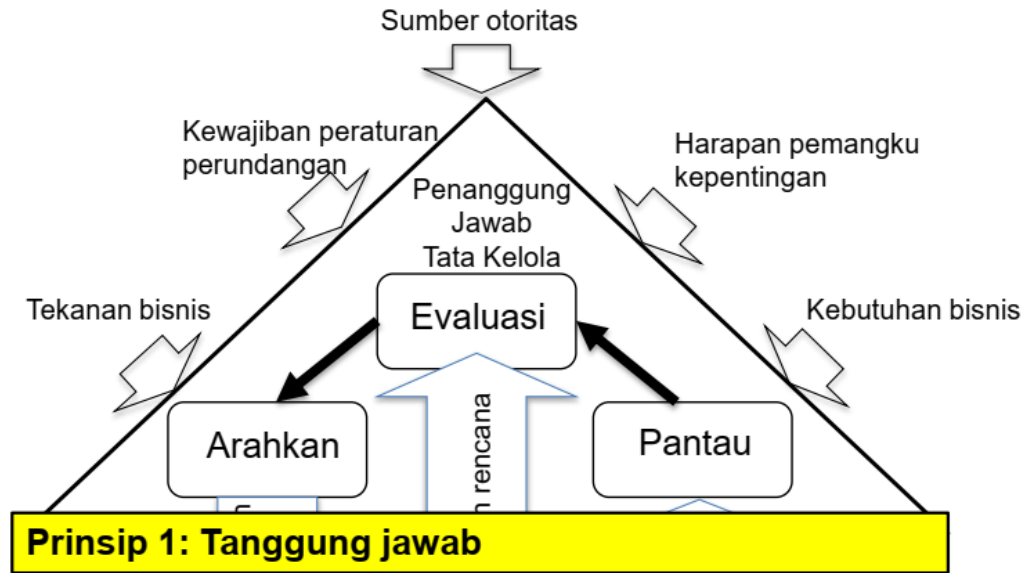 Sumber otoritas
Kewajiban peraturan
perundangan
Harapan pemangku
kepentingan
Penanggung
Jawab
Tata Kelola
Tekanan bisnis
Evaluasi
Kebutuhan bisnis
Arahkan
rencana
Pantau
Prinsip 1: Tanggung jawab